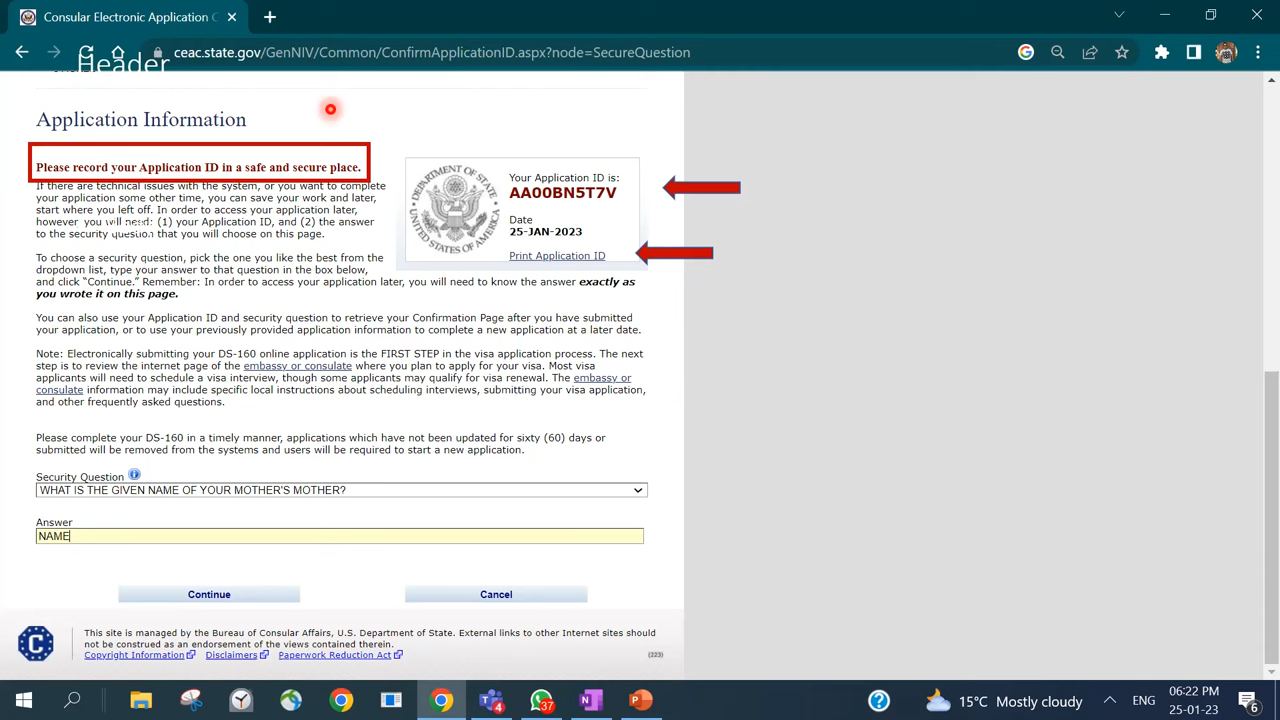 Consular Electronic Application C
ceac.state.gov/GenNIV/Common/ConfirmApplicationID.aspx?node=SecureQuestion
Header
Application Information
Please record your Application ID in a safe and secure place.
If there are technical issues with the system, or you want to complete
your application some other time, you can save your work and later,
start where you left off. In order to access your application later,
however you will need: (1) your Application ID, and (2) the answer
to the security question that you will choose on this page.
DEPARTMENT OF STATE
UNITED STATES OF AMERICA
Your Application ID is:
AA00BN5T7V
Date
25-JAN-2023
Print Application ID
To choose a security question, pick the one you like the best from the
dropdown list, type your answer to that question in the box below,
and click “Continue.” Remember: In order to access your application later, you will need to know the answer exactly as
you wrote it on this page.
You can also use your Application ID and security question to retrieve your Confirmation Page after you have submitted
your application, or to use your previously provided application information to complete a new application at a later date.
Note: Electronically submitting your DS-160 online application is the FIRST STEP in the visa application process. The next
step is to review the internet page of the embassy or consulate where you plan to apply for your visa. Most visa
applicants will need to schedule a visa interview, though some applicants may qualify for visa renewal. The embassy or
consulate information may include specific local instructions about scheduling interviews, submitting your visa application,
and other frequently asked questions.
Please complete your DS-160 in a timely manner, applications which have not been updated for sixty (60) days or
submitted will be removed from the systems and users will be required to start a new application.
Security Question
WHAT IS THE GIVEN NAME OF YOUR MOTHER'S MOTHER?
Answer
NAME
Continue
Cancel
This site is managed by the Bureau of Consular Affairs, U.S. Department of State. External links to other Internet sites should
not be construed as an endorsement of the views contained therein.
Copyright Information Disclaimers Paperwork Reduction Act
(223)
4
37
15°C Mostly cloudy
ENG
06:22 PM
25-01-23
6